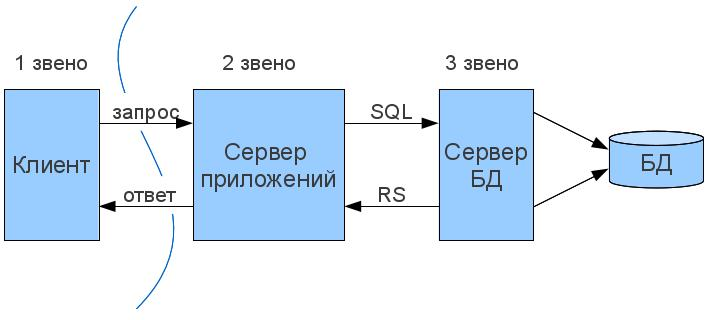 1 звено
2 звено
3 звено
Клиент
запрос
ответ
Сервер
приложений
SQL
RS
Сервер
БД
БД